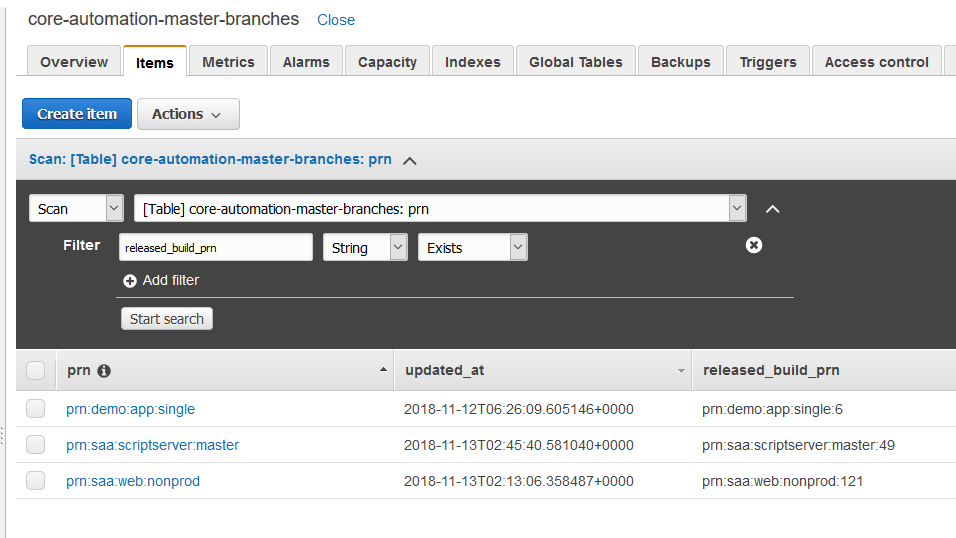 core-automation-master-branches Close
Overview Items Metrics Alarms Capacity Indexes Global Tables Backups Triggers Access control
Create item Actions
Scan: [Table] core-automation-master-branches: prn
Scan [Table] core-automation-master-branches: prn
Filter released_build_prn String Exists
Add filter
Start search
prn updated_at released_build_prn
prn:demo:app:single 2018-11-12T06:26:09.605146+0000 prn:demo:app:single:6
prn:saa:scriptserver:master 2018-11-13T02:45:40.581040+0000 prn:saa:scriptserver:master:49
prn:saa:web:nonprod 2018-11-13T02:13:06.358487+0000 prn:saa:web:nonprod:121